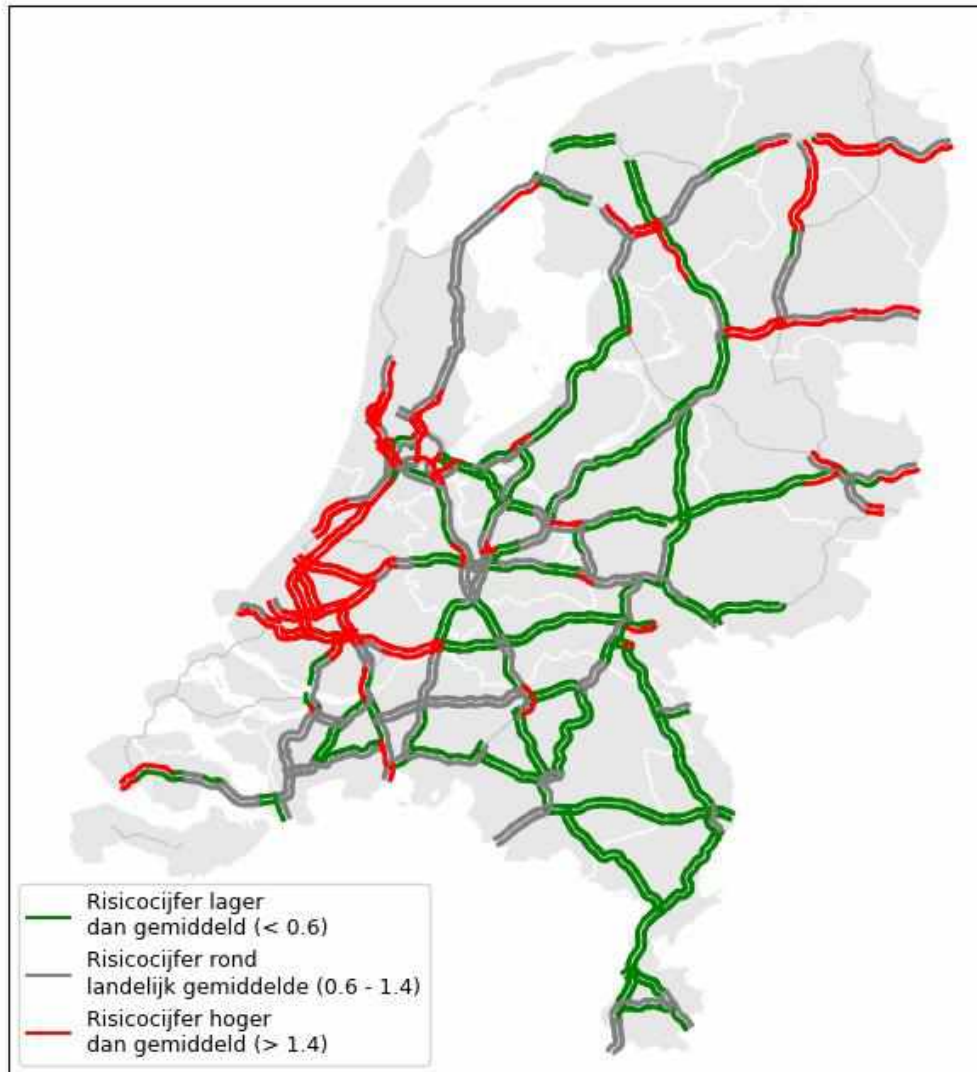 Risicocijfer lager
dan gemiddeld (< 0.6)
Risicocijfer rond
landelijk gemiddelde (0.6 - 1.4)
Risicocijfer hoger
dan gemiddeld (> 1.4)